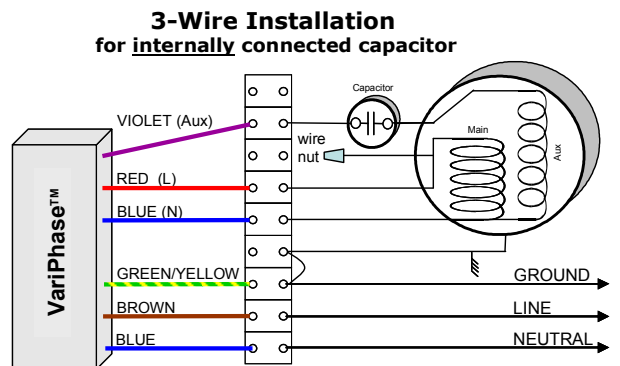 3-Wire Installation
for internally connected capacitor
Capacitor
VIOLET (Aux)
wire
nut
Main
Aux
RED (L)
BLUE (N)
VariPhase™
GREEN/YELLOW
GROUND
BROWN
LINE
BLUE
NEUTRAL